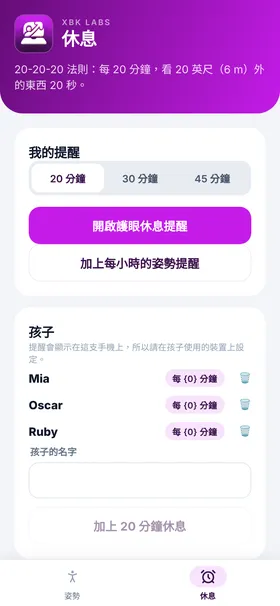 XBK LABS
休息
20-20-20 法則：每 20 分鐘，看 20 英尺（6 m）外
的東西 20 秒。
我的提醒
20 分鐘
30 分鐘
45 分鐘
開啟護眼休息提醒
加上每小時的姿勢提醒
孩子
提醒會顯示在這支手機上，所以請在孩子使用的裝置上設
定。
Mia
每 {0} 分鐘
Oscar
每 {0} 分鐘
Ruby
每 {0} 分鐘
孩子的名字
加上 20 分鐘休息
姿勢
休息